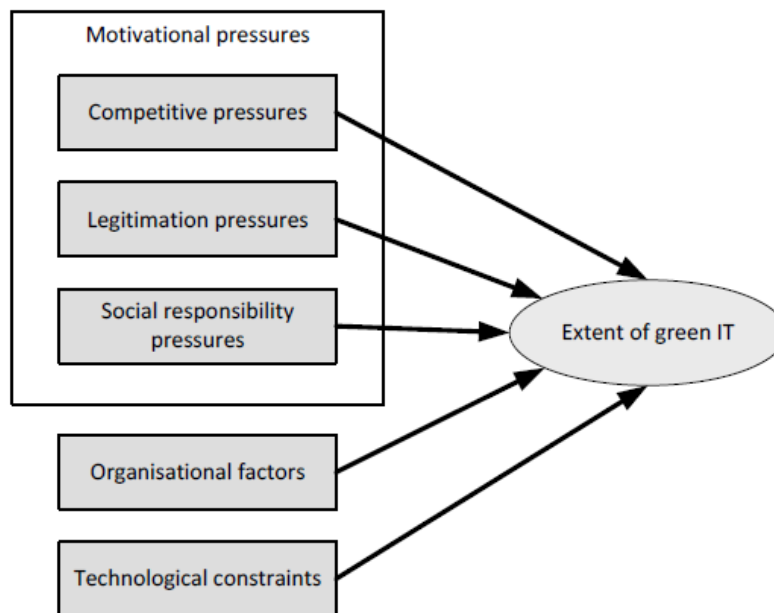 Motivational pressures
Competitive pressures
Legitimation pressures
Social responsibility
pressures
Extent of green IT
Organisational factors
Technological constraints